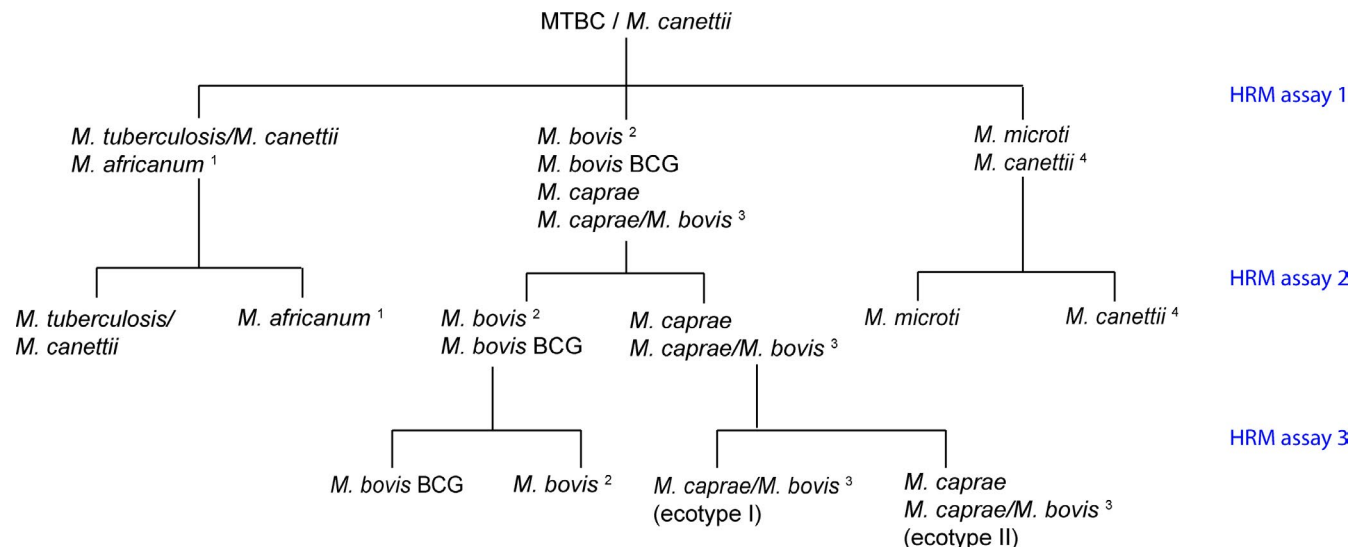 MTBC / M. canettii
HRM assay 1
M. tuberculosis/M. canettii
M. africanum ¹
M. bovis ²
M. bovis BCG
M. caprae
M. caprae/M. bovis ³
M. microti
M. canettii ⁴
HRM assay 2
M. tuberculosis/
M. canettii
M. africanum ¹
M. bovis ²
M. bovis BCG
M. caprae
M. caprae/M. bovis ³
M. microti
M. canettii ⁴
HRM assay 3
M. bovis BCG
M. bovis ²
M. caprae/M. bovis ³
(ecotype I)
M. caprae
M. caprae/M. bovis ³
(ecotype II)